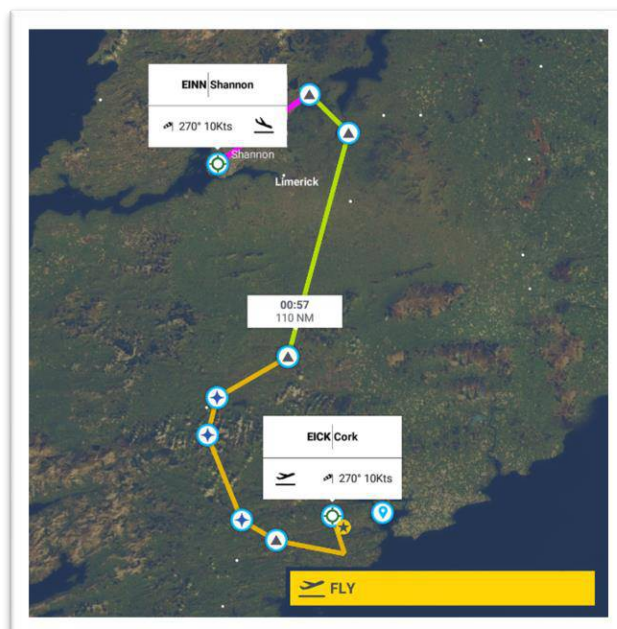 EINN Shannon
270° 10Kts
Shannon
Limerick
00:57
110 NM
EICK Cork
270° 10Kts
FLY